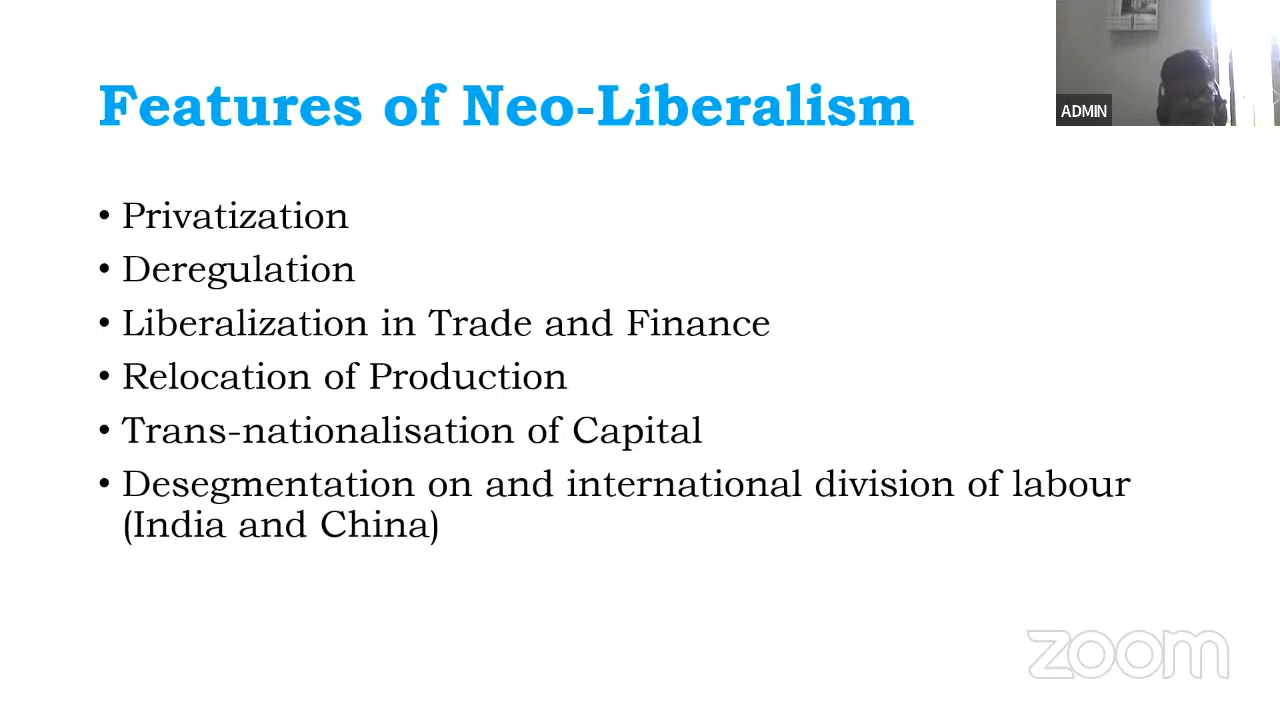 Features of Neo-Liberalism
ADMIN
• Privatization
• Deregulation
• Liberalization in Trade and Finance
• Relocation of Production
• Trans-nationalisation of Capital
• Desegmentation on and international division of labour
(India and China)
zoom